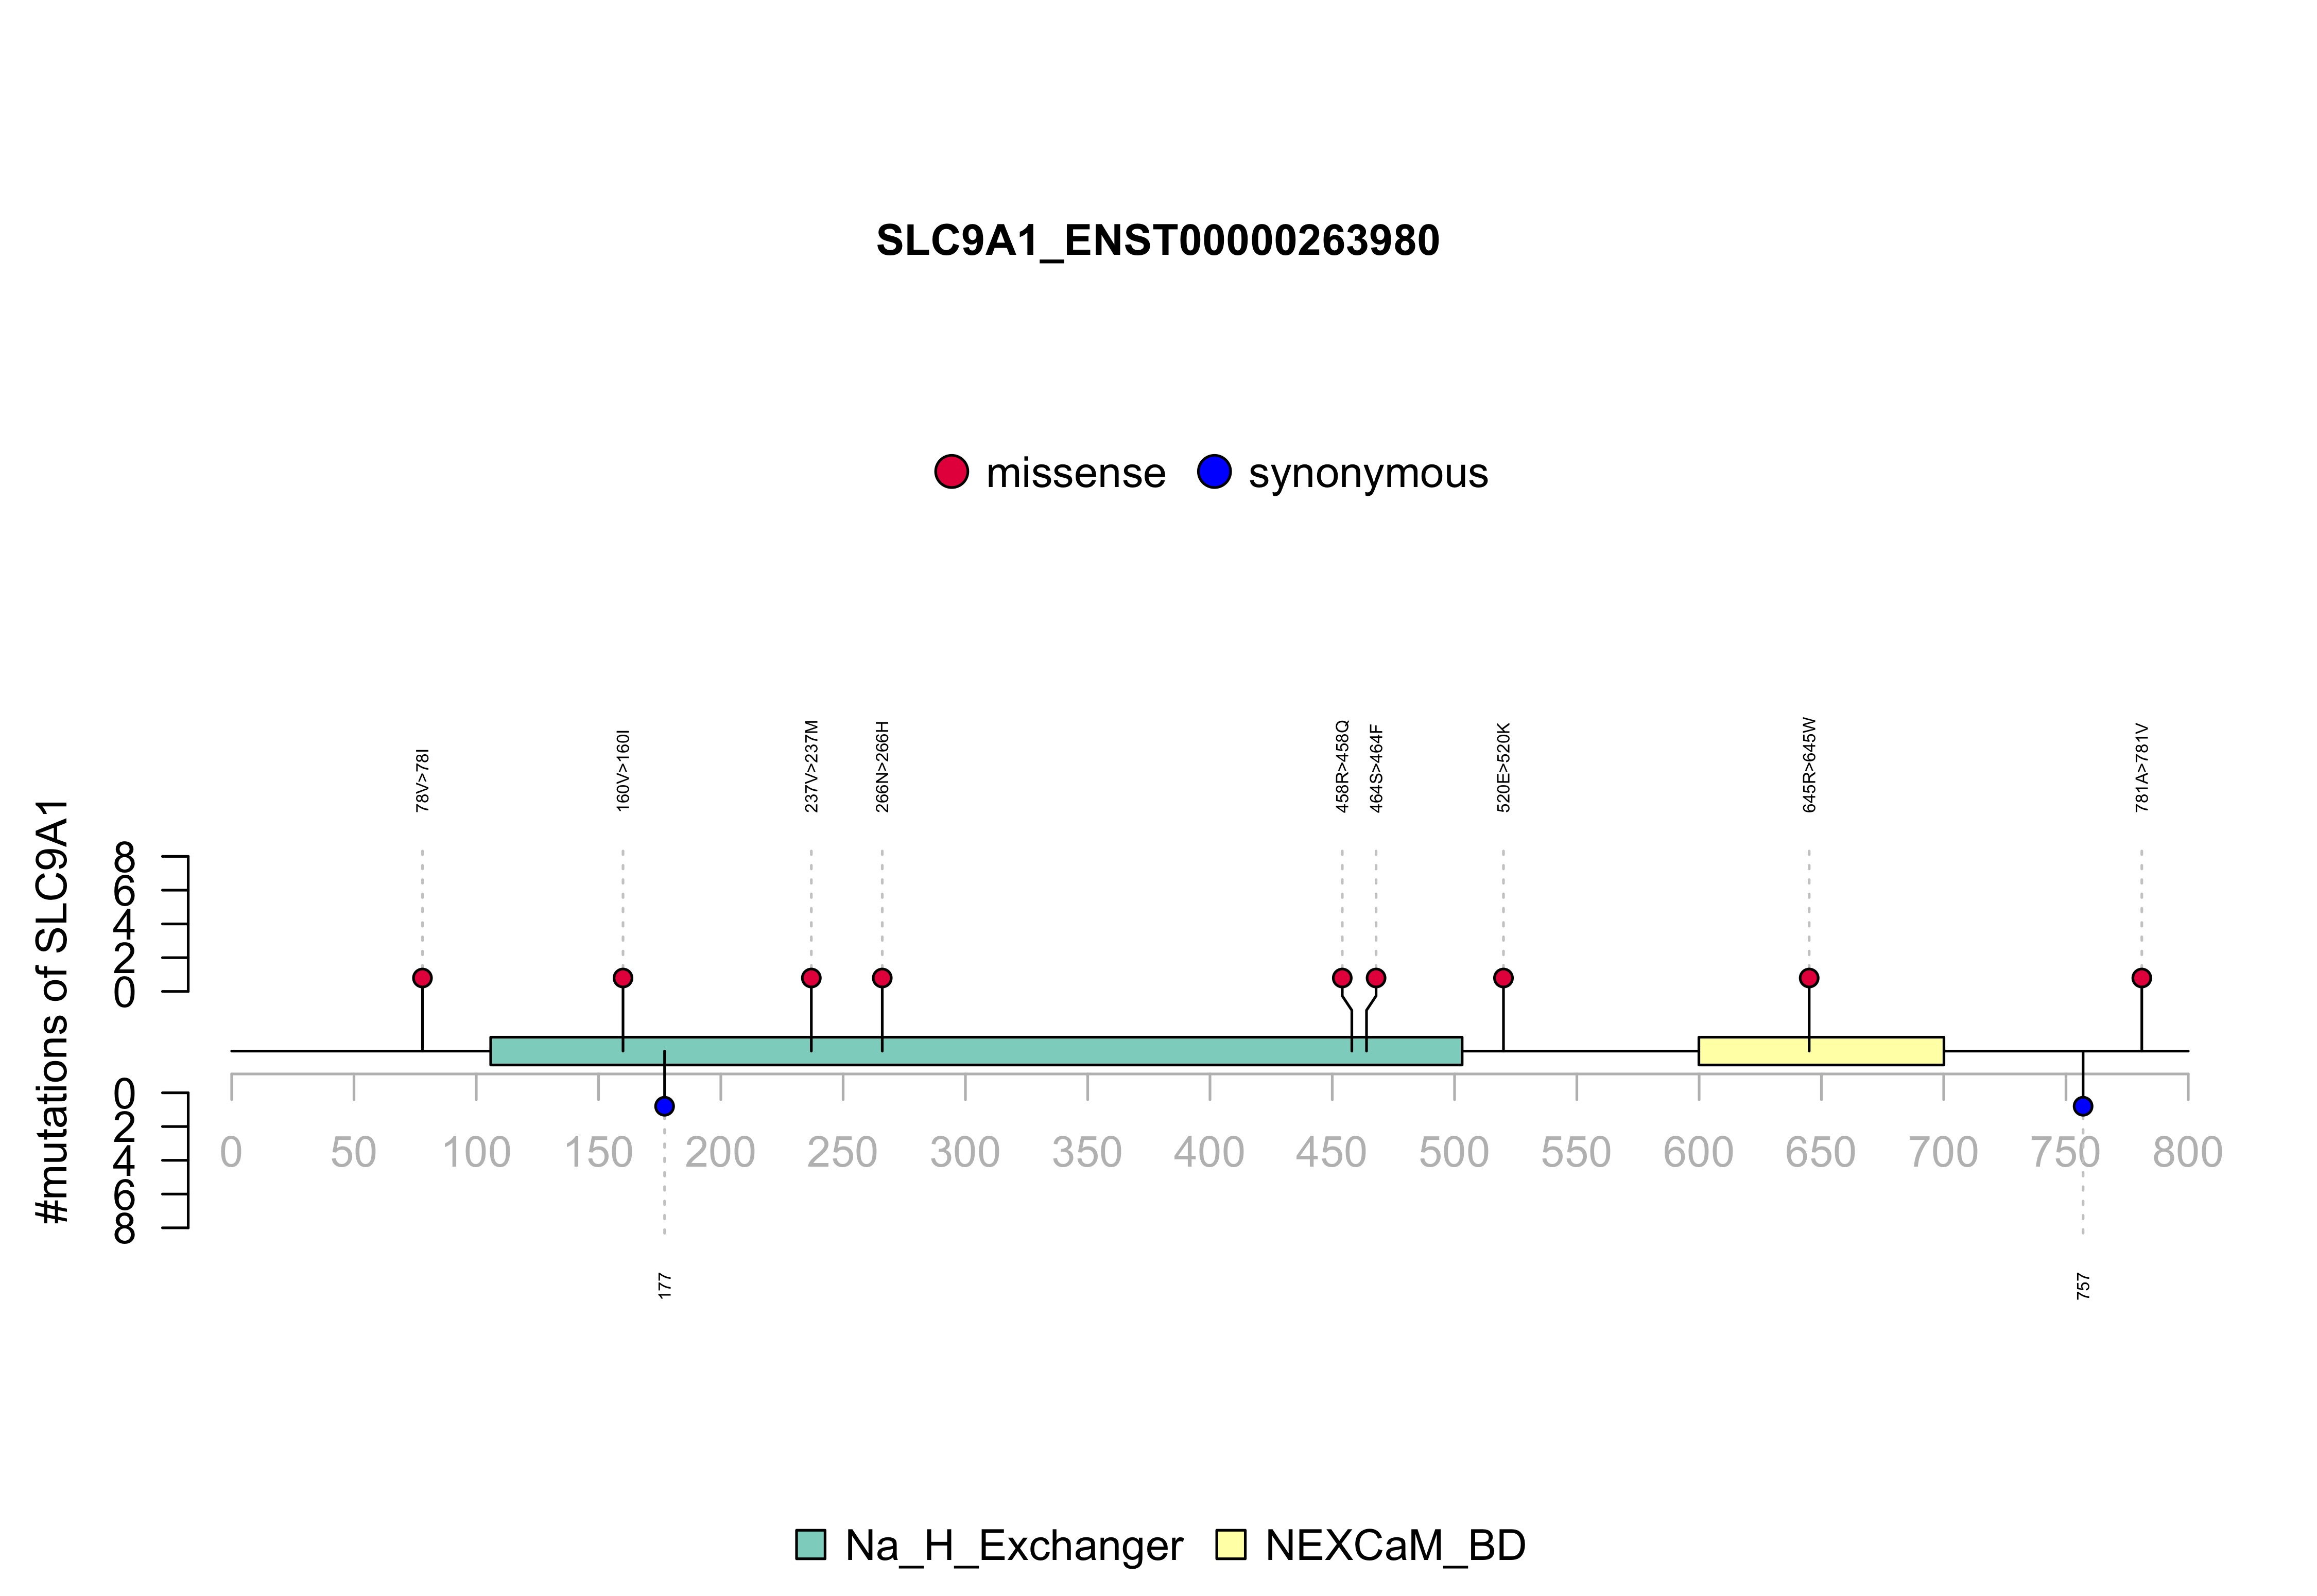 SLC9A1_ENST00000263980
missense synonymous
78V>78I
160V>160I
237V>237M
266N>266H
458R>458Q
464S>464F
520E>520K
645R>645W
781A>781V
#mutations of SLC9A1
8
6
4
2
0
0
2
4
6
8
0 50 100 150 200 250 300 350 400 450 500 550 600 650 700 750 800
177
757
Na_H_Exchanger NEXCaM_BD